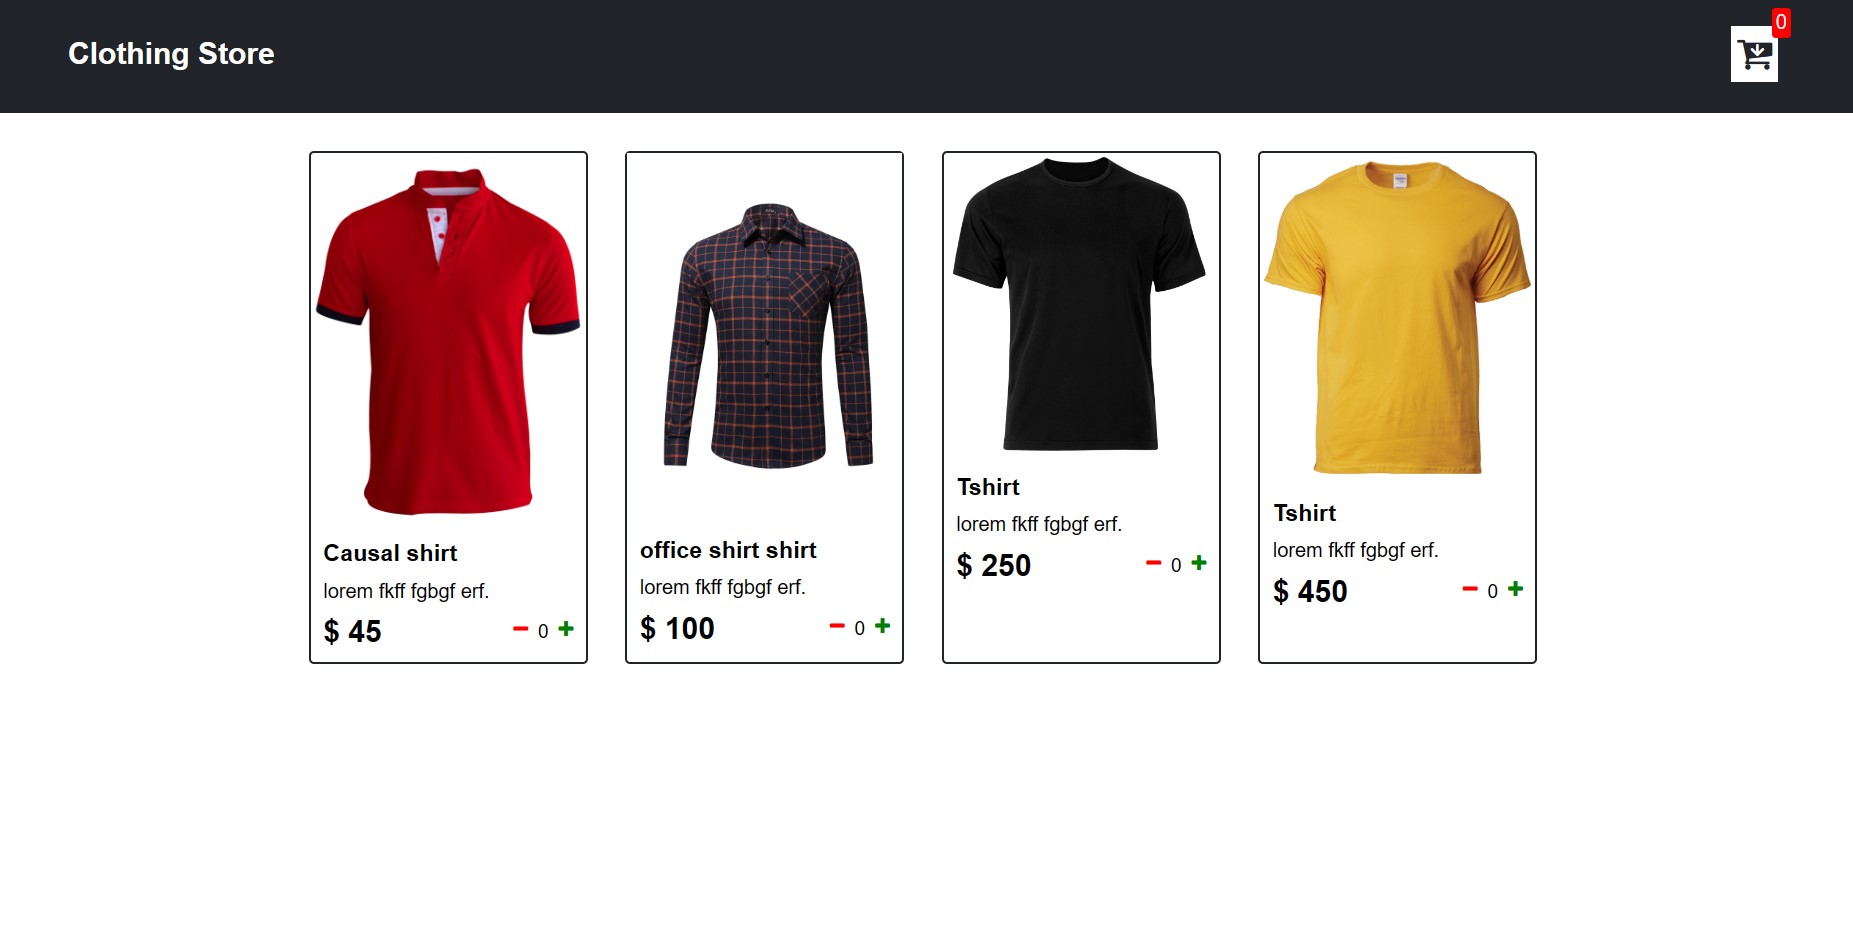 Clothing Store
0
Causal shirt
lorem fkff fgbgf erf.
$ 45
0
office shirt shirt
lorem fkff fgbgf erf.
$ 100
0
Tshirt
lorem fkff fgbgf erf.
$ 250
0
Tshirt
lorem fkff fgbgf erf.
$ 450
0